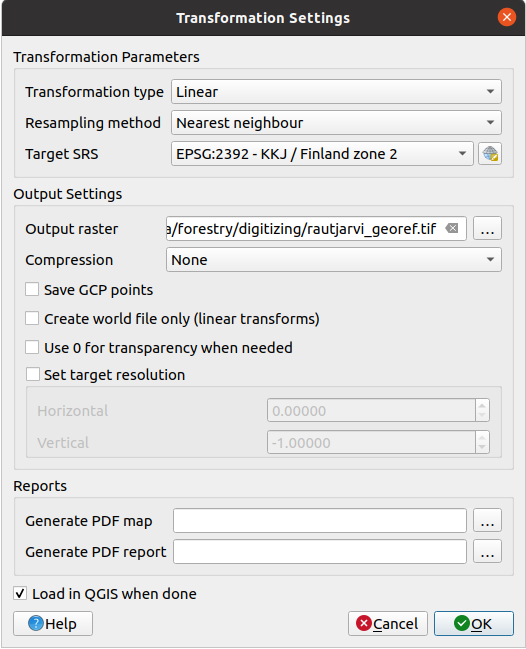 Transformation Settings
Transformation Parameters
Transformation type Linear
Resampling method Nearest neighbour
Target SRS EPSG:2392 - KKJ / Finland zone 2
Output Settings
Output raster a/forestry/digitizing/rautjarvi_georef.tif ...
Compression None
Save GCP points
Create world file only (linear transforms)
Use 0 for transparency when needed
Set target resolution
Horizontal 0.00000
Vertical -1.00000
Reports
Generate PDF map ...
Generate PDF report ...
Load in QGIS when done
Help Cancel OK